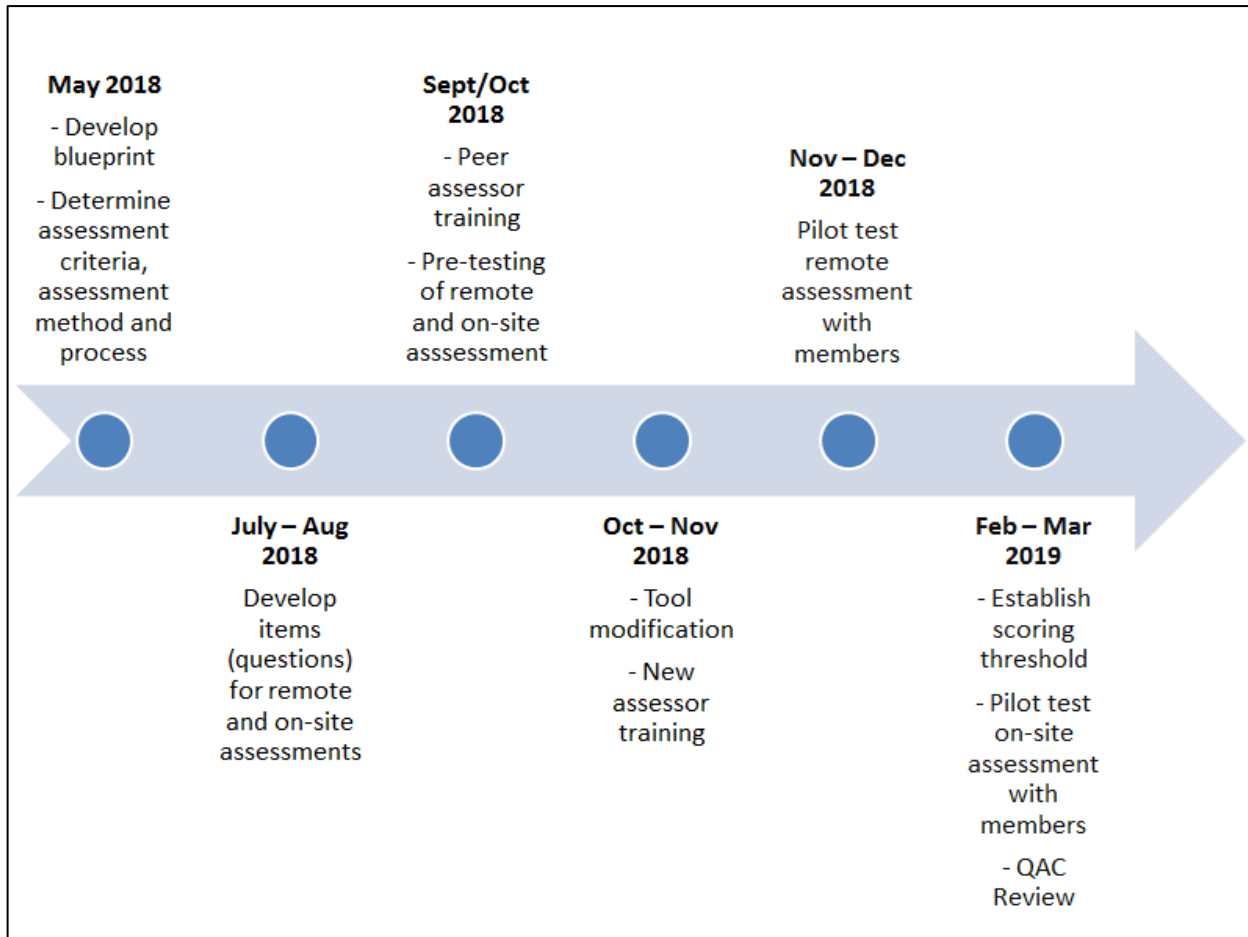 May 2018
- Develop
blueprint
- Determine
assessment
criteria,
assessment
method and
process
July – Aug
2018
Develop
items
(questions)
for remote
and on-site
assessments
Sept/Oct
2018
- Peer
assessor
training
- Pre-testing
of remote
and on-site
asssessment
Oct – Nov
2018
- Tool
modification
- New
assessor
training
Nov – Dec
2018
Pilot test
remote
assessment
with
members
Feb – Mar
2019
- Establish
scoring
threshold
- Pilot test
on-site
assessment
with
members
- QAC
Review